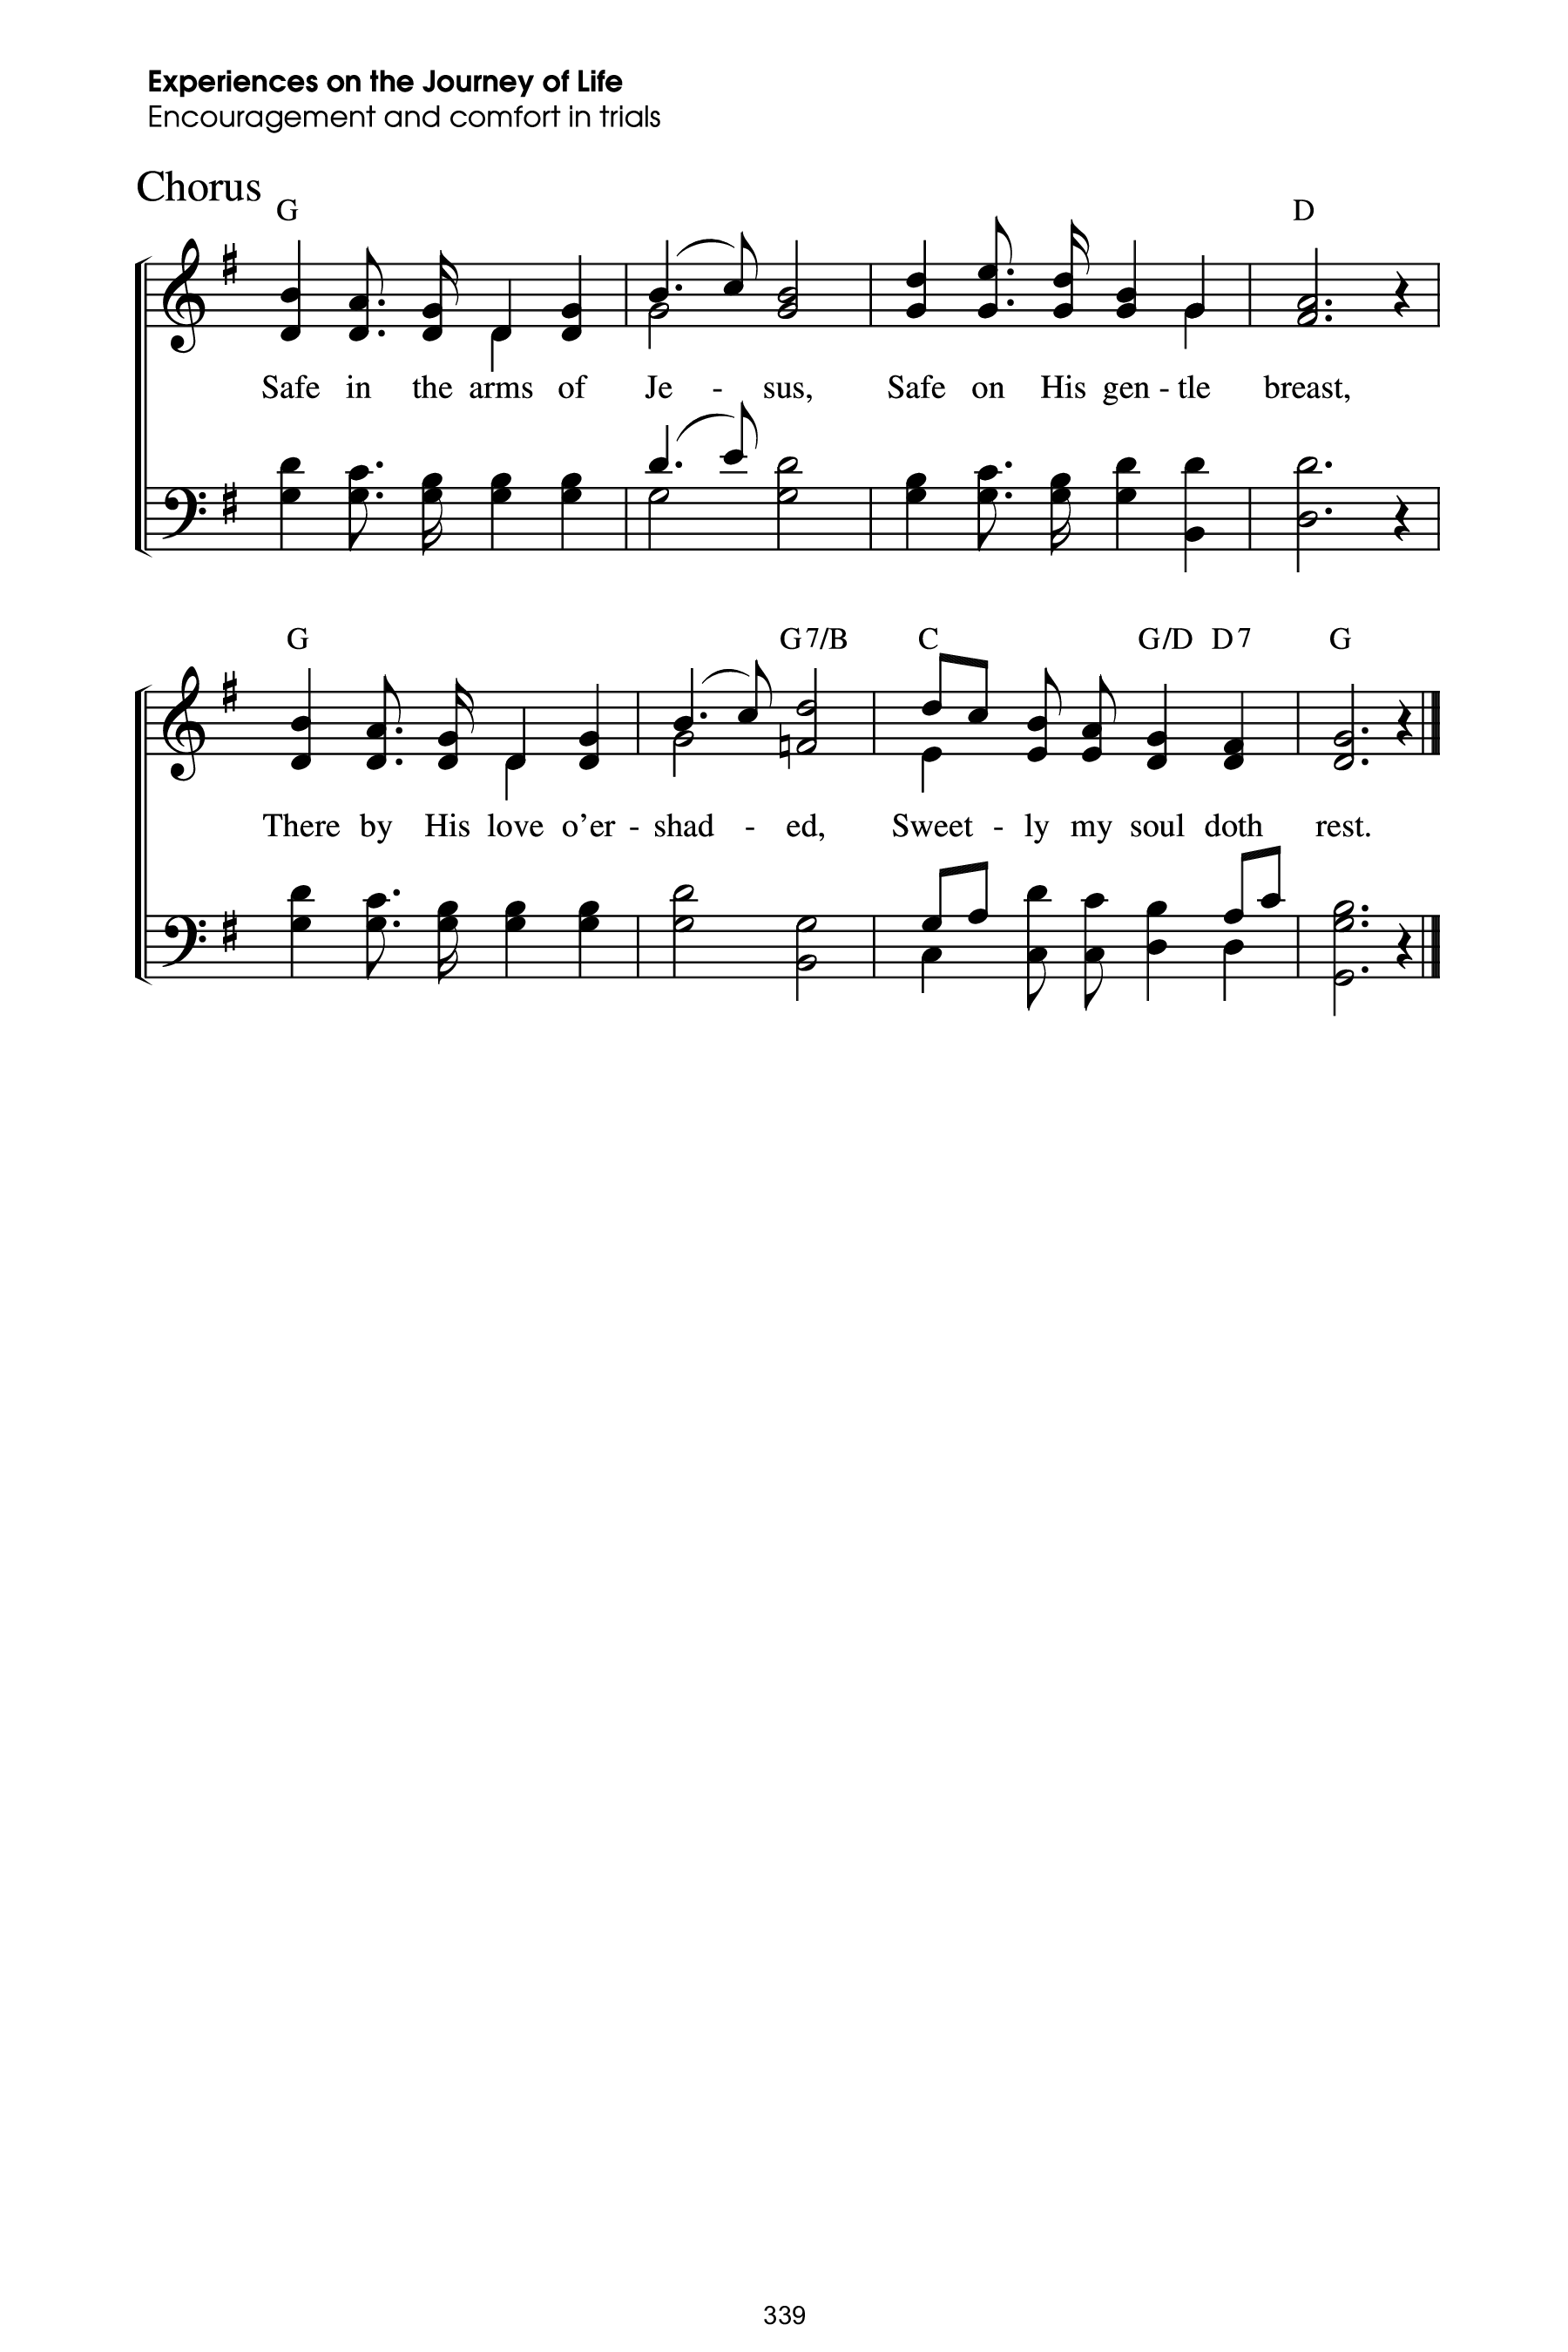 Experiences on the Journey of Life
Encouragement and comfort in trials
Chorus
G D
Safe in the arms of Je - sus, Safe on His gen - tle breast,
G G7/B C G/D D7 G
There by His love o’er - shad - ed, Sweet - ly my soul doth rest.
339